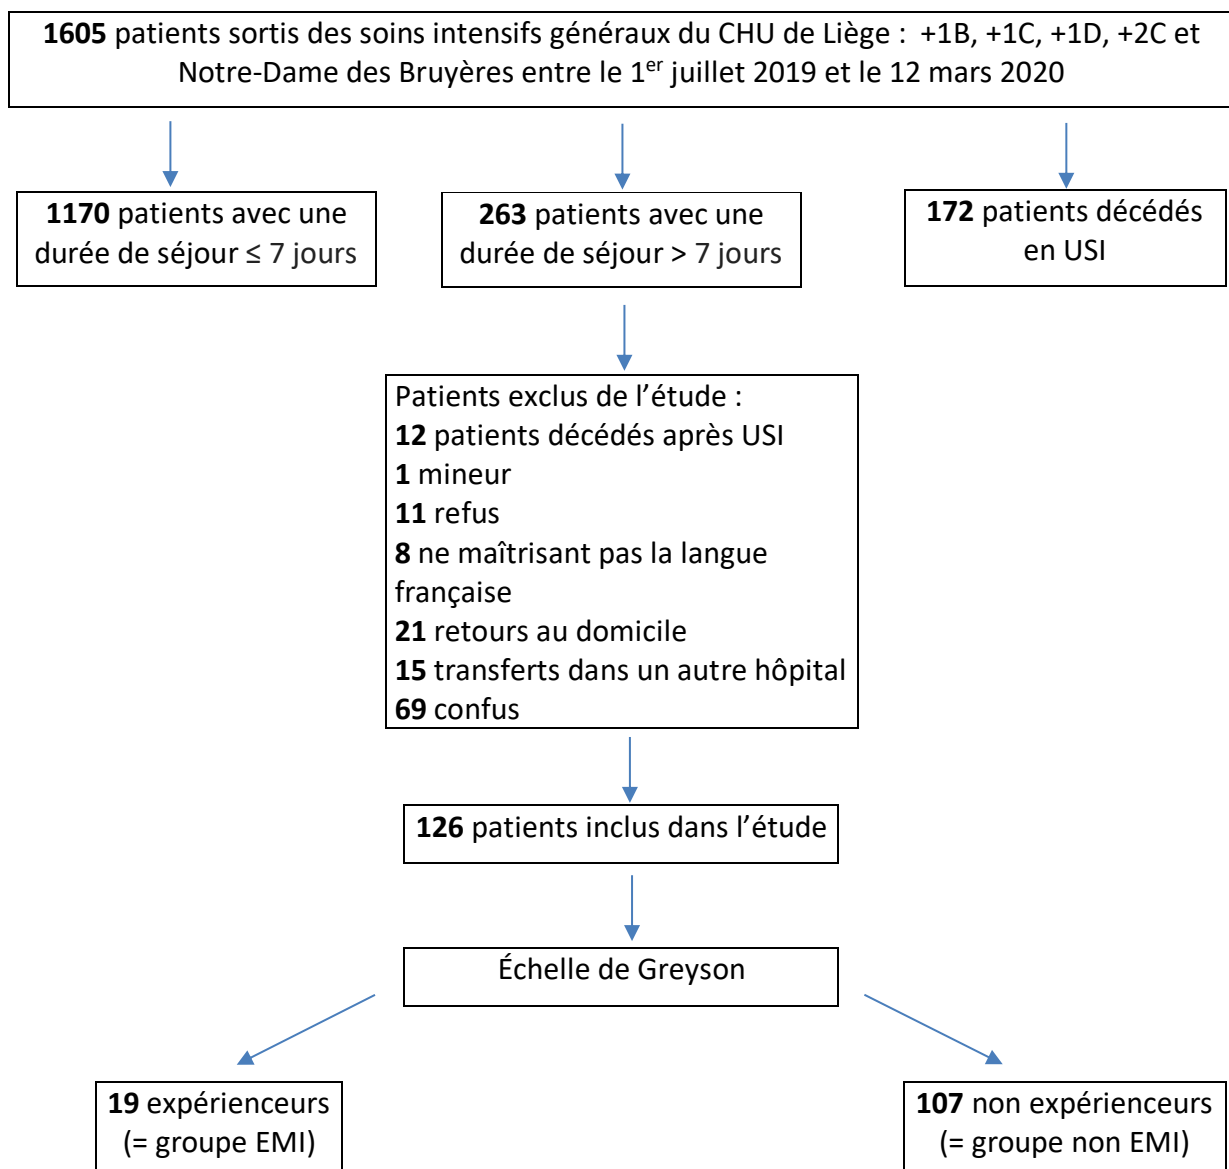 1605 patients sortis des soins intensifs généraux du CHU de Liège : +1B, +1C, +1D, +2C et
Notre-Dame des Bruyères entre le 1er juillet 2019 et le 12 mars 2020
1170 patients avec une
durée de séjour ≤ 7 jours
263 patients avec une
durée de séjour > 7 jours
172 patients décédés
en USI
Patients exclus de l’étude :
12 patients décédés après USI
1 mineur
11 refus
8 ne maîtrisant pas la langue
française
21 retours au domicile
15 transferts dans un autre hôpital
69 confus
126 patients inclus dans l’étude
Échelle de Greyson
19 expérienceurs
(= groupe EMI)
107 non expérienceurs
(= groupe non EMI)